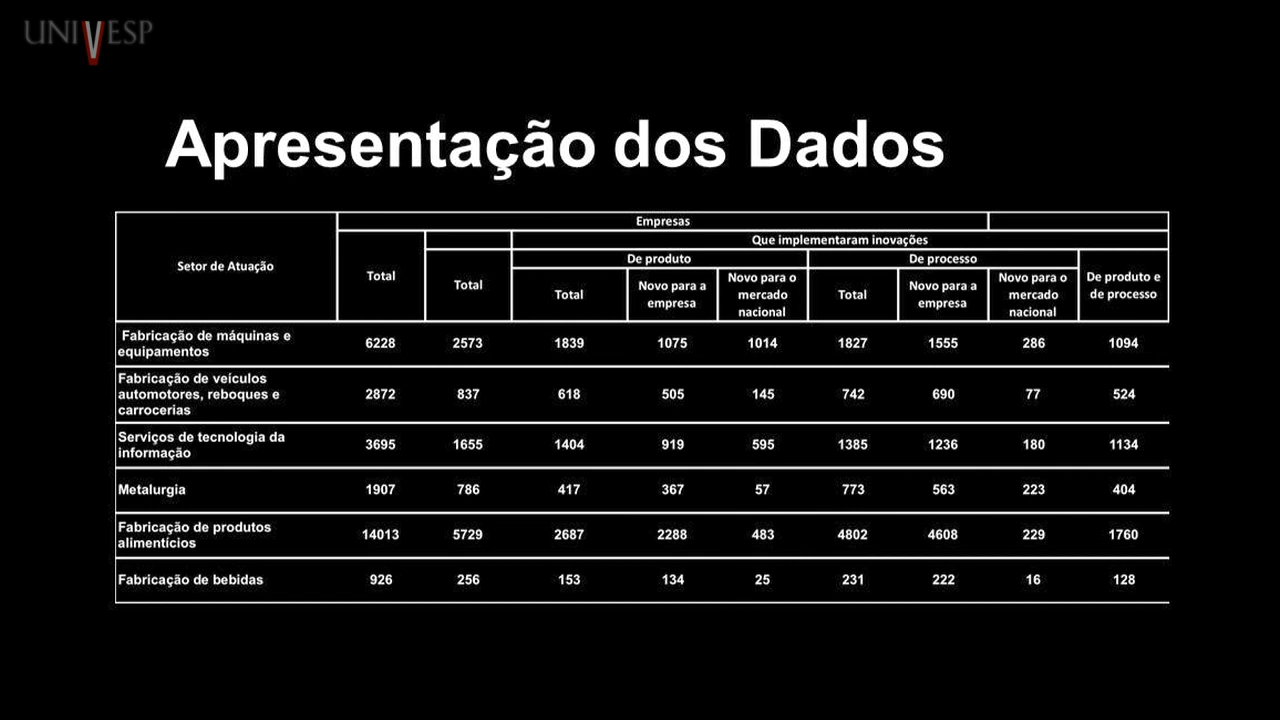 UNIVESP
Apresentação dos Dados
Empresas
Setor de Atuação
Total
Total
Que implementaram inovações
De produto
De processo
De produto e
de processo
Total
Novo para a
empresa
Novo para o
mercado
nacional
Total
Novo para a
empresa
Novo para o
mercado
nacional
Fabricação de máquinas e
equipamentos
6228 2573 1839 1075 1014 1827 1555 286 1094
Fabricação de veículos
automotores, reboques e
carrocerias
2872 837 618 505 145 742 690 77 524
Serviços de tecnologia da
informação
3695 1655 1404 919 595 1385 1236 180 1134
Metalurgia 1907 786 417 367 57 773 563 223 404
Fabricação de produtos
alimentícios
14013 5729 2687 2288 483 4802 4608 229 1760
Fabricação de bebidas 926 256 153 134 25 231 222 16 128